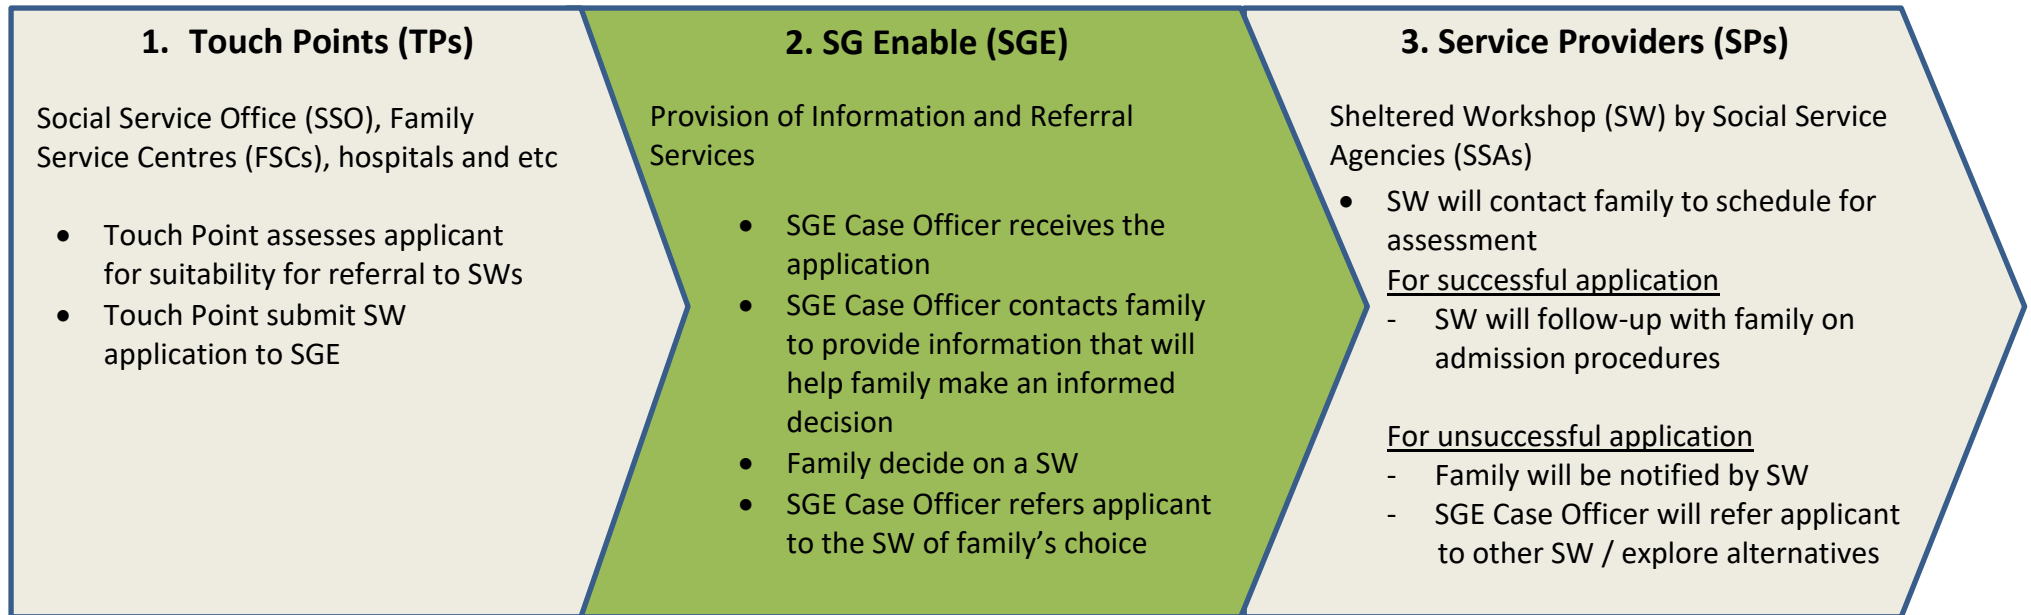 1. Touch Points (TPs)
Social Service Office (SSO), Family
Service Centres (FSCs), hospitals and etc
• Touch Point assesses applicant
for suitability for referral to SWs
• Touch Point submit SW
application to SGE
2. SG Enable (SGE)
Provision of Information and Referral
Services
• SGE Case Officer receives the
application
• SGE Case Officer contacts family
to provide information that will
help family make an informed
decision
• Family decide on a SW
• SGE Case Officer refers applicant
to the SW of family’s choice
3. Service Providers (SPs)
Sheltered Workshop (SW) by Social Service
Agencies (SSAs)
• SW will contact family to schedule for
assessment
For successful application
- SW will follow-up with family on
admission procedures
For unsuccessful application
- Family will be notified by SW
- SGE Case Officer will refer applicant
to other SW / explore alternatives